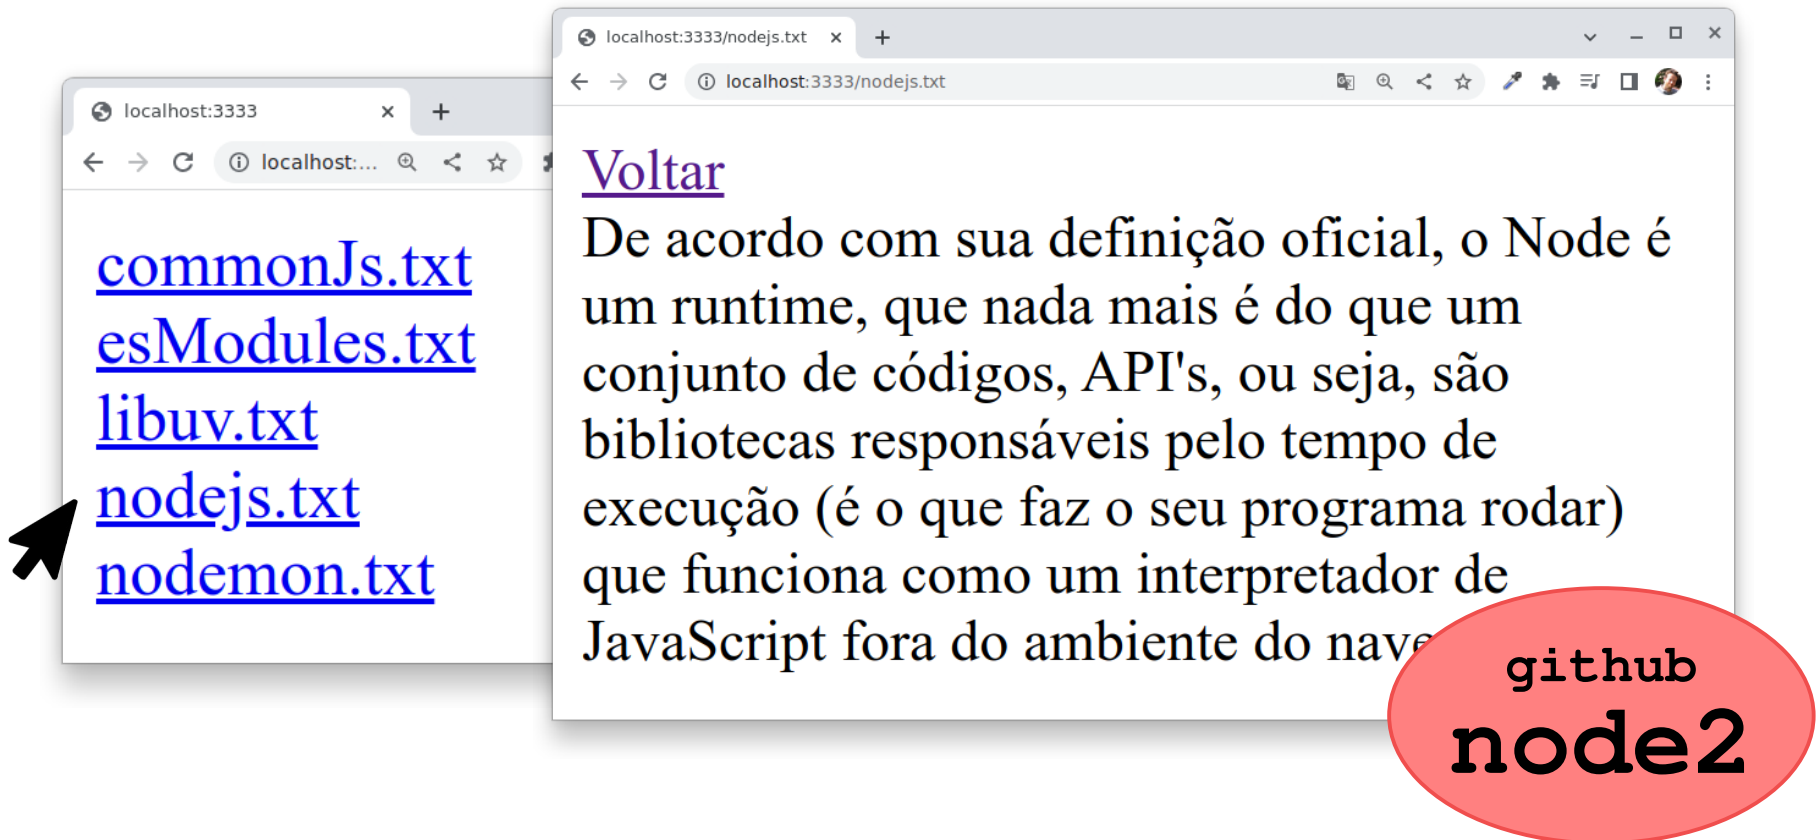 localhost:3333
localhost:...
commonJs.txt
esModules.txt
libuv.txt
nodejs.txt
nodemon.txt
localhost:3333/nodejs.txt
localhost:3333/nodejs.txt
Voltar
De acordo com sua definição oficial, o Node é
um runtime, que nada mais é do que um
conjunto de códigos, API's, ou seja, são
bibliotecas responsáveis pelo tempo de
execução (é o que faz o seu programa rodar)
que funciona como um interpretador de
JavaScript fora do ambiente do nave
github
node2